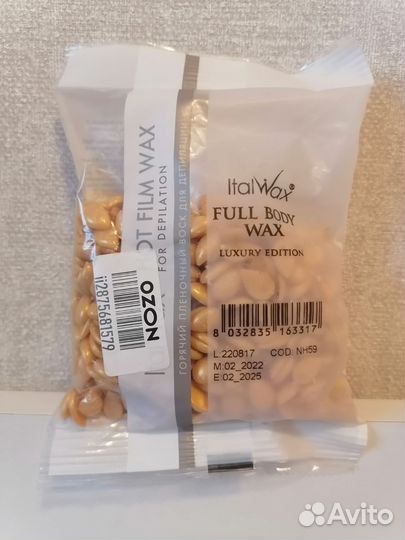 ItalWax®
FULL BODY
WAX
LUXURY EDITION
8 032835 163317
L:220817 COD: NH59
M:02_2022
E:02_2025
OT FILM WAX
FOR DEPILATION
ГОРЯЧИЙ ПЛЕНОЧНЫЙ ВОСК ДЛЯ ДЕПИЛЯЦИИ
OZON
ii2875681579
Avito